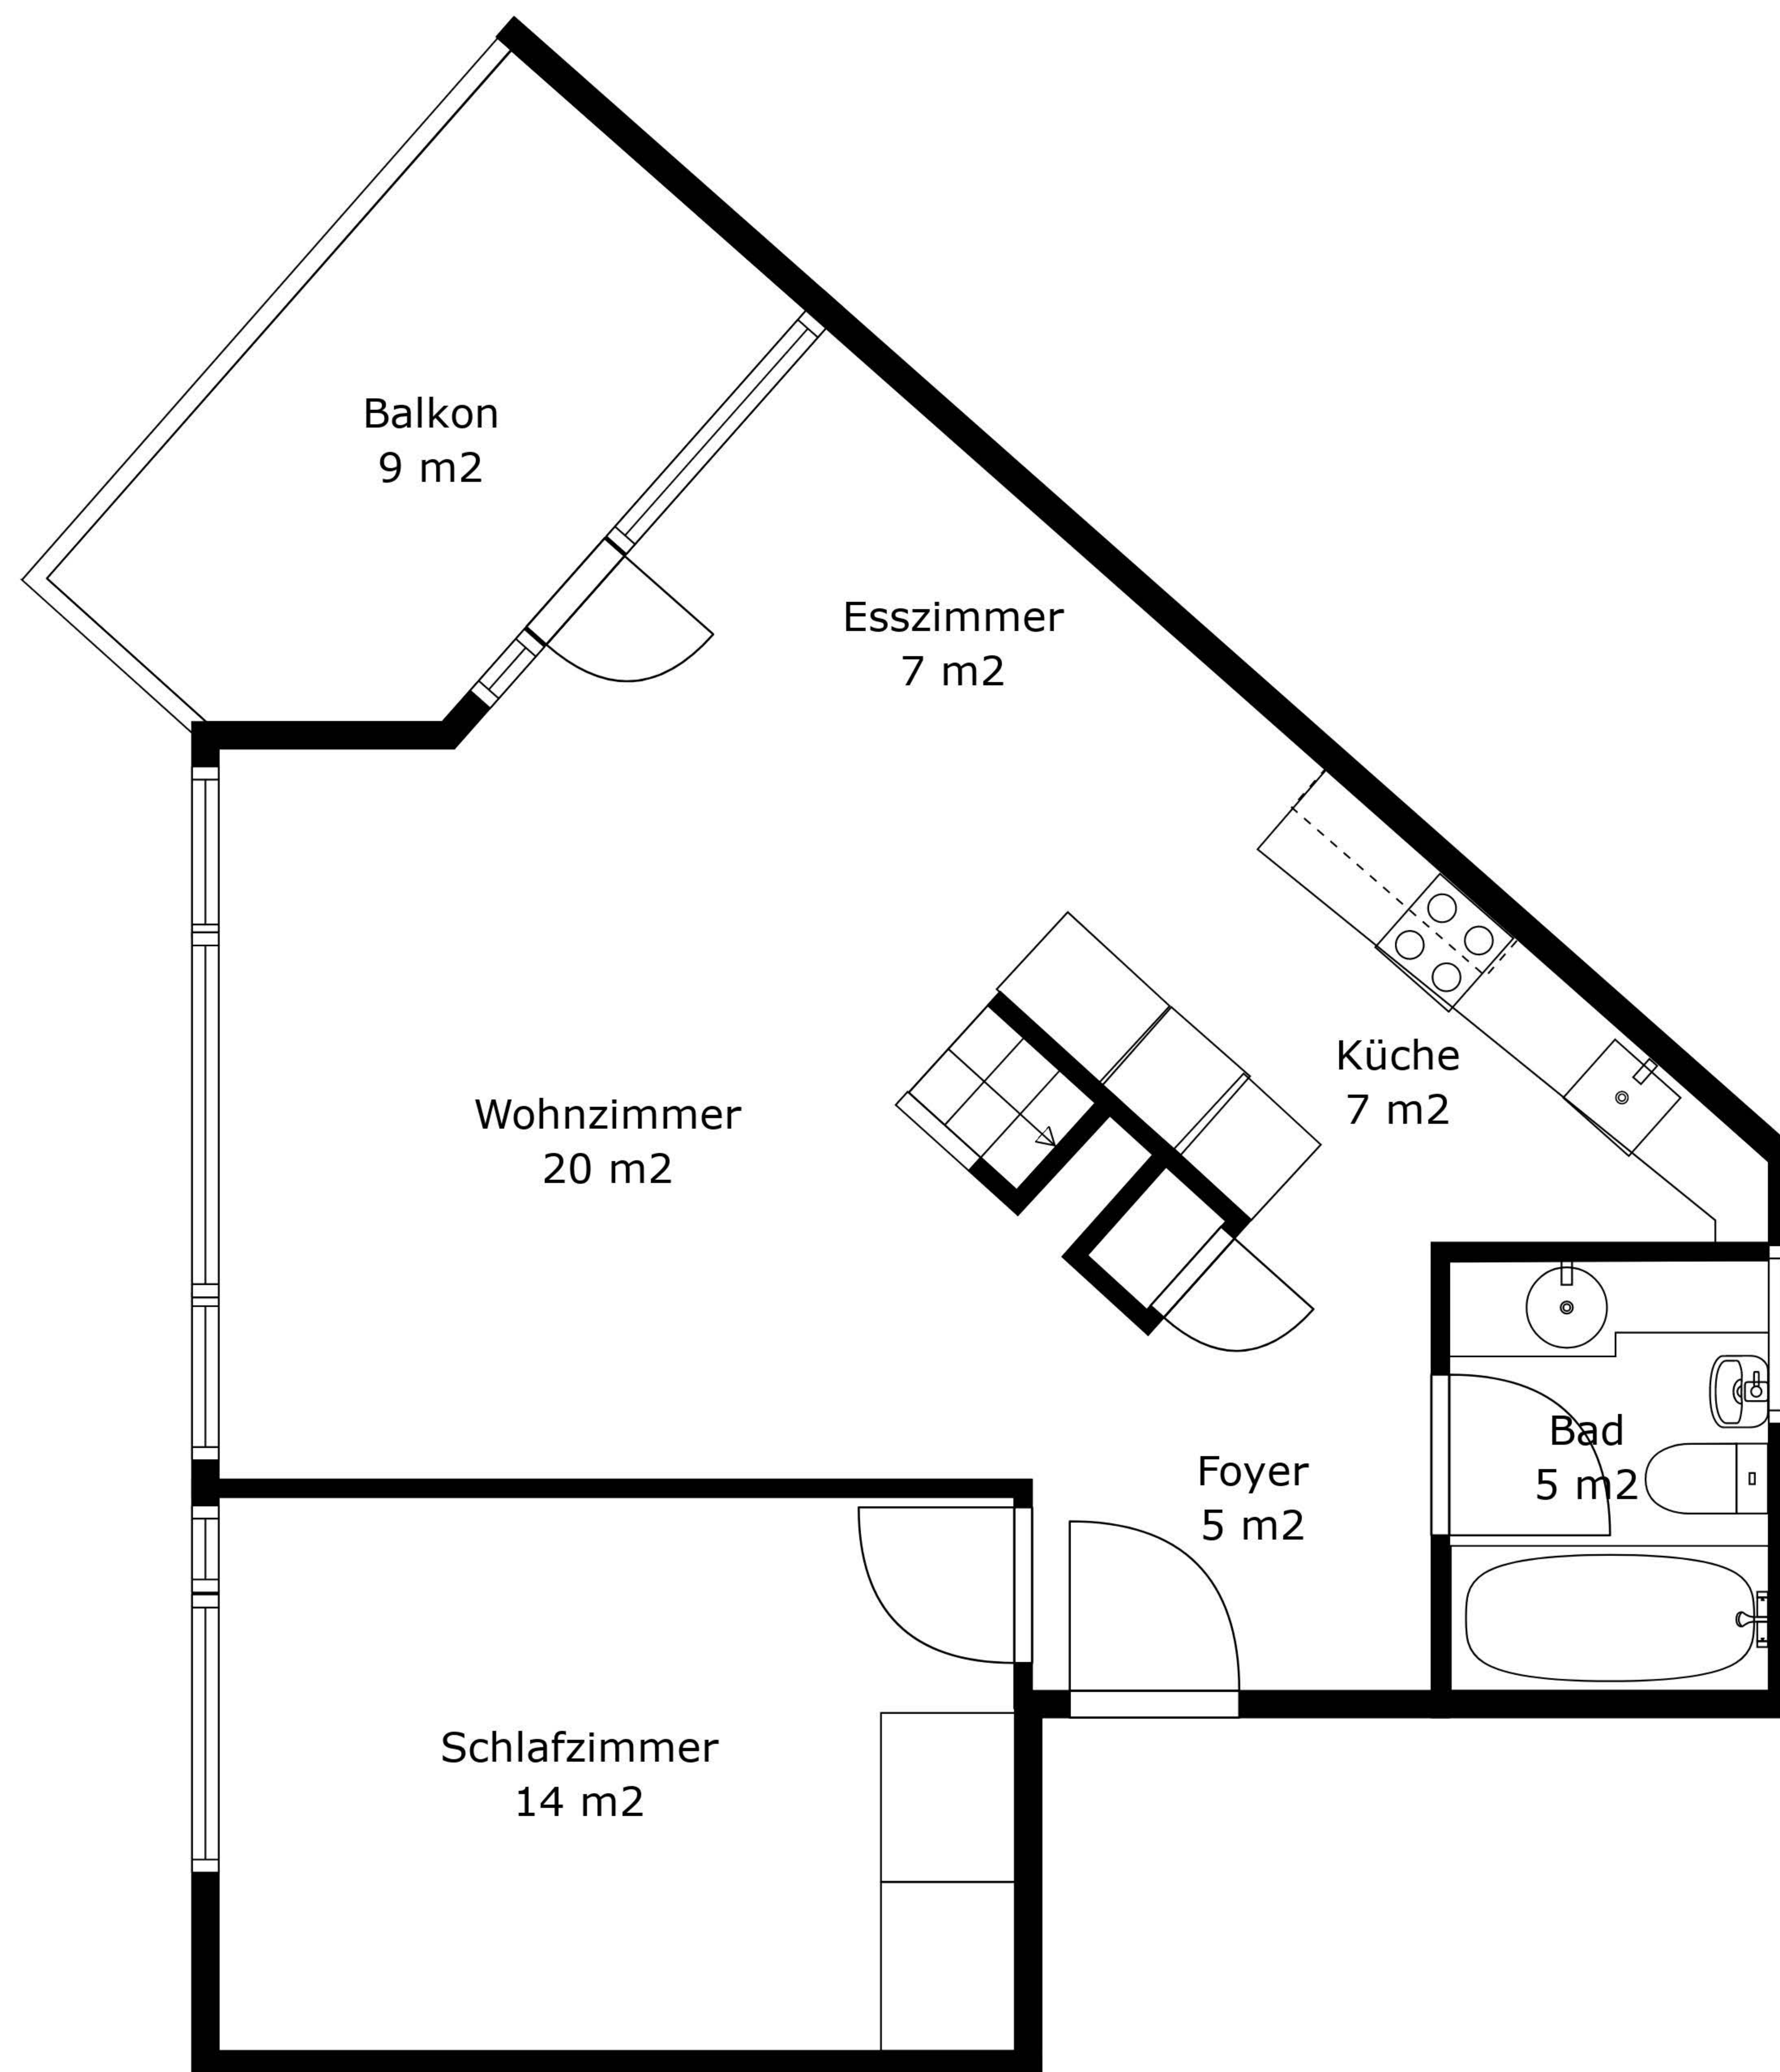 Balkon
9 m2
Esszimmer
7 m2
Küche
7 m2
Wohnzimmer
20 m2
Bad
5 m2
Foyer
5 m2
Schlafzimmer
14 m2